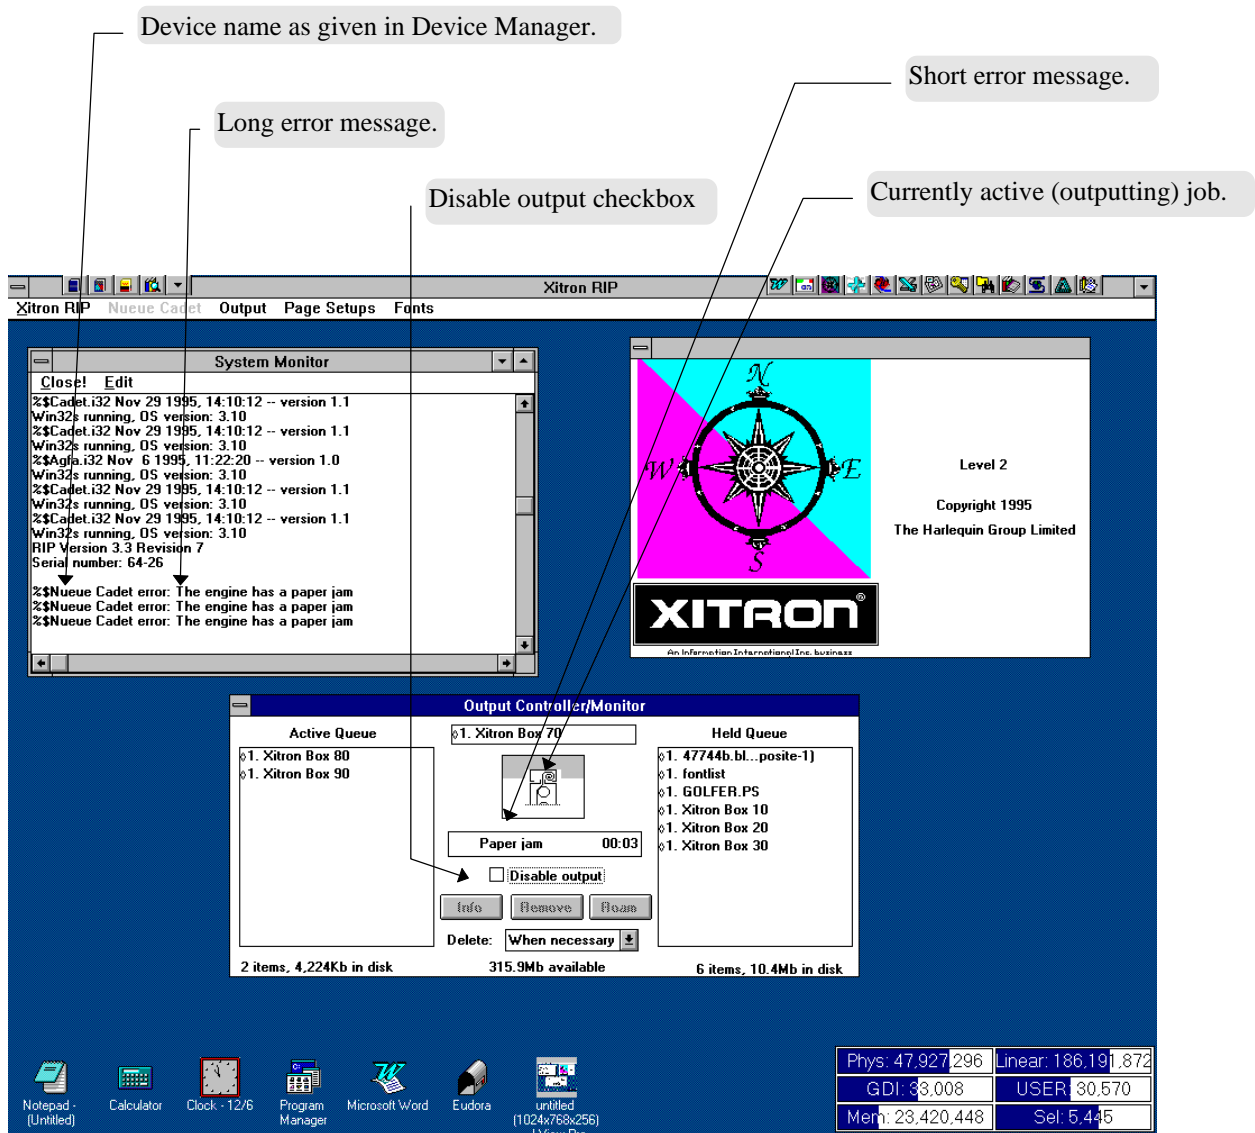 Device name as given in Device Manager.
Short error message.
Long error message.
Disable output checkbox
Currently active (outputting) job.
Xitron RIP
Xitron RIP Nueue Cadet Output Page Setups Fonts
System Monitor
Close! Edit
%$Cadet.i32 Nov 29 1995, 14:10:12 -- version 1.1
Win32s running, OS version: 3.10
%$Cadet.i32 Nov 29 1995, 14:10:12 -- version 1.1
Win32s running, OS version: 3.10
%$Agfa.i32 Nov 6 1995, 11:22:20 -- version 1.0
Win32s running, OS version: 3.10
%$Cadet.i32 Nov 29 1995, 14:10:12 -- version 1.1
Win32s running, OS version: 3.10
%$Cadet.i32 Nov 29 1995, 14:10:12 -- version 1.1
Win32s running, OS version: 3.10
RIP Version 3.3 Revision 7
Serial number: 64-26
%$Nueue Cadet error: The engine has a paper jam
%$Nueue Cadet error: The engine has a paper jam
%$Nueue Cadet error: The engine has a paper jam
N
W E
S
Level 2
Copyright 1995
The Harlequin Group Limited
XITRON®
An Information International Inc. business
Output Controller/Monitor
Active Queue
◊1. Xitron Box 80
◊1. Xitron Box 90
2 items, 4,224Kb in disk
◊1. Xitron Box 70
Paper jam 00:03
Disable output
Info Remove Roam
Delete: When necessary
315.9Mb available
Held Queue
◊1. 47744b.bl...posite-1)
◊1. fontlist
◊1. GOLFER.PS
◊1. Xitron Box 10
◊1. Xitron Box 20
◊1. Xitron Box 30
6 items, 10.4Mb in disk
Notepad -
(Untitled)
Calculator
Clock - 12/6
Program
Manager
Microsoft Word
Eudora
untitled
(1024x768x256)
Phys: 47,927,296 Linear: 186,191,872
GDI: 33,008 USER: 30,570
Mem: 23,420,448 Sel: 5,445